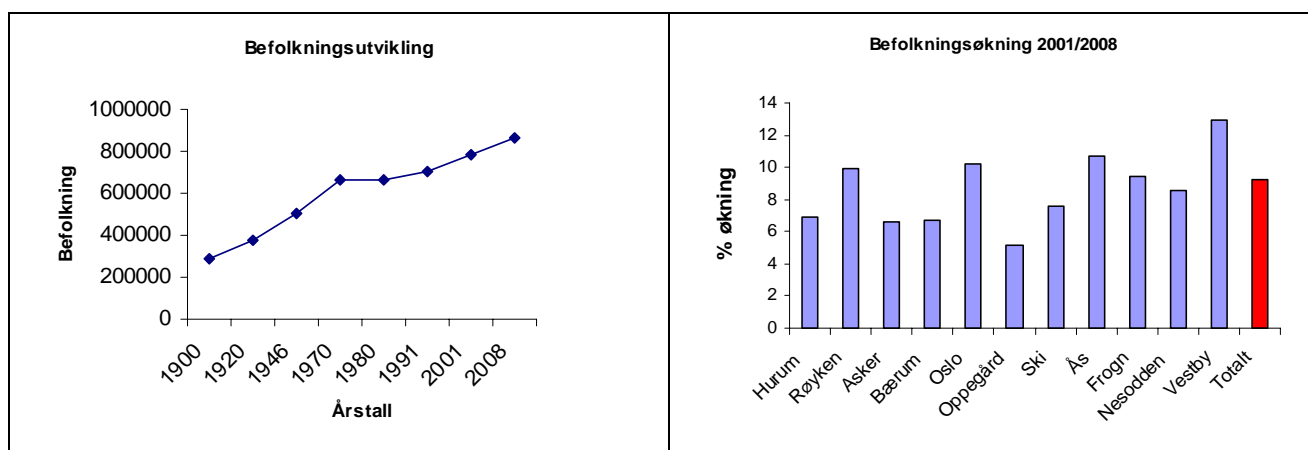 Befolkningsutvikling
1000000
800000
600000
400000
200000
0
Befolkning
1900
1920
1946
1970
1980
1991
2001
2008
Årstall
Befolkningsøkning 2001/2008
14
12
10
8
6
4
2
0
% økning
Hurum
Røyken
Asker
Bærum
Oslo
Oppegård
Ski
Ås
Frogn
Nesodden
Vestby
Totalt